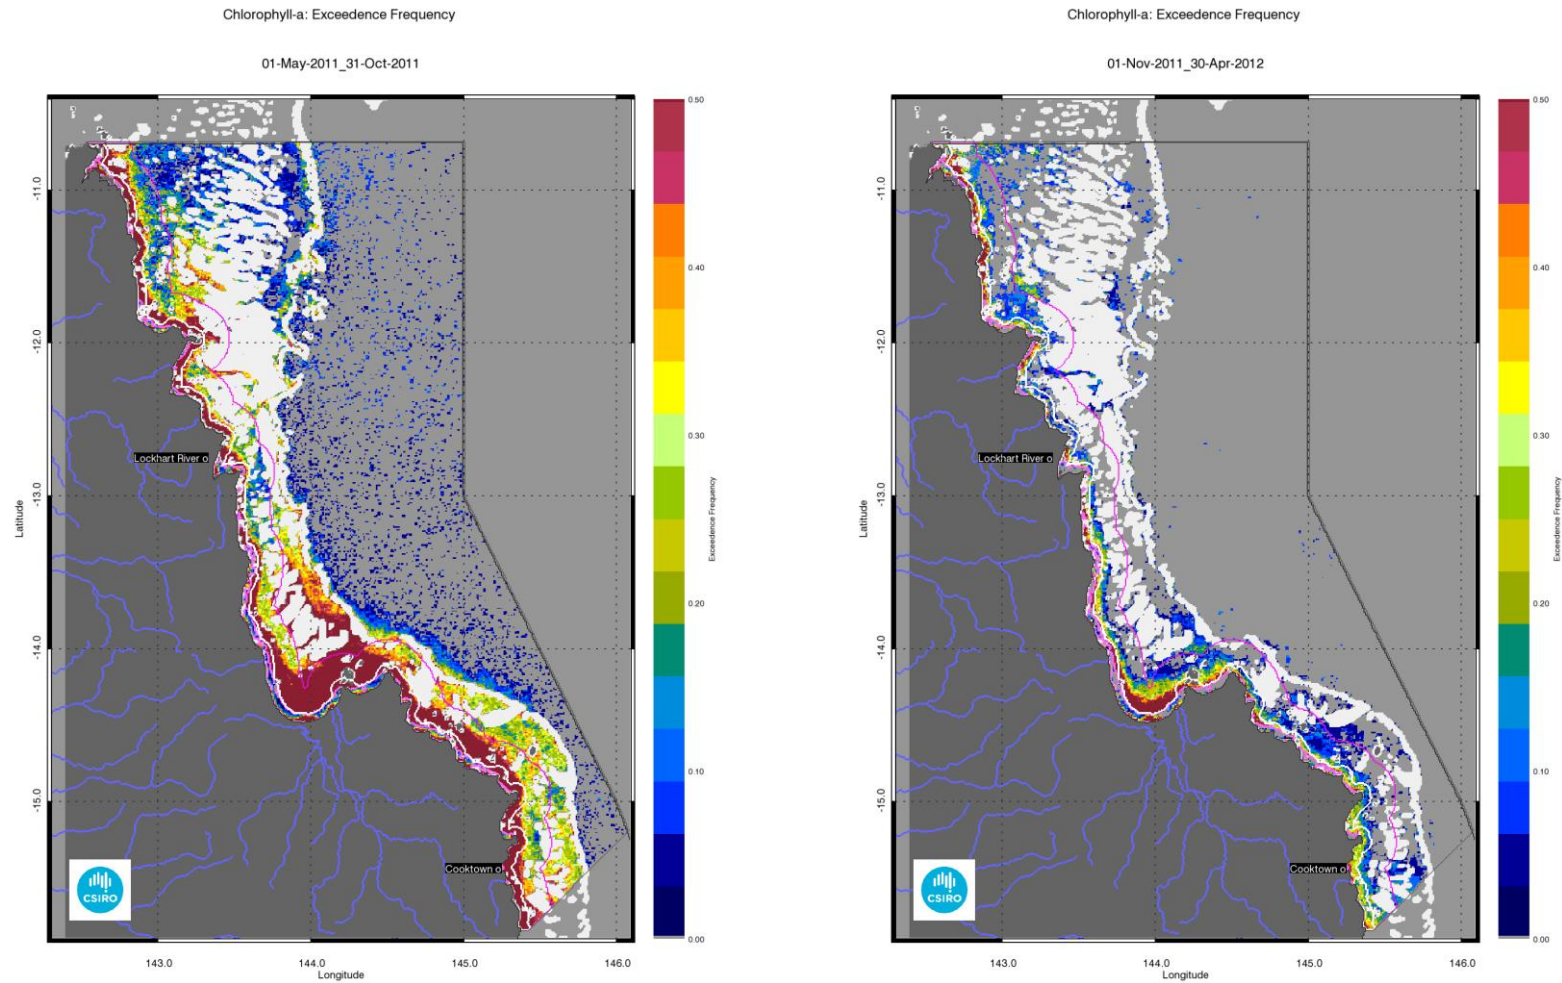 Chlorophyll-a: Exceedence Frequency
01-May-2011_31-Oct-2011
0.50
0.40
0.30
0.20
0.10
0.00
Exceedence Frequency
-11.0
-12.0
-13.0
-14.0
-15.0
Latitude
Lockhart River o
Cooktown o
CSIRO
143.0
144.0
145.0
146.0
Longitude
Chlorophyll-a: Exceedence Frequency
01-Nov-2011_30-Apr-2012
0.50
0.40
0.30
0.20
0.10
0.00
Exceedence Frequency
-11.0
-12.0
-13.0
-14.0
-15.0
Latitude
Lockhart River o
Cooktown o
CSIRO
143.0
144.0
145.0
146.0
Longitude